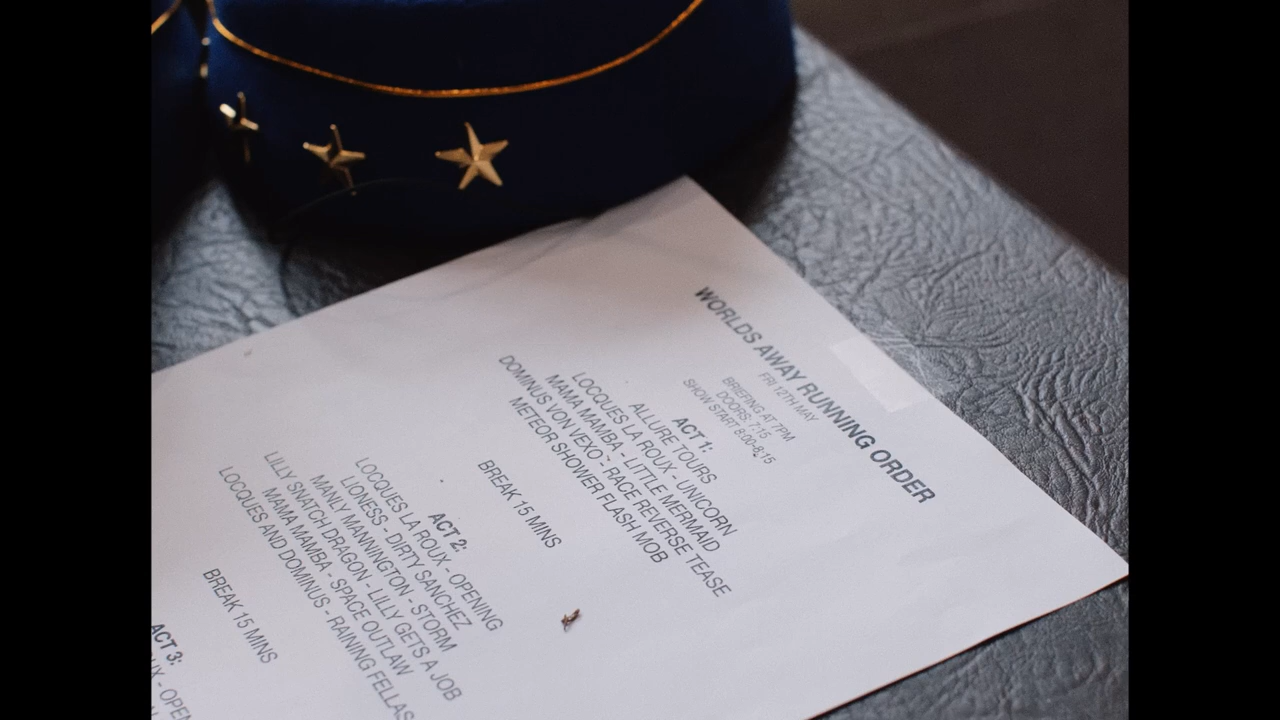 WORLDS AWAY RUNNING ORDER
FRI 12TH MAY
BRIEFING AT 7PM
DOORS: 7:15
SHOW START 8:00-8:15
ACT 1:
ALLURE TOURS
LOCQUES LA ROUX - UNICORN
MAMA MAMBA - LITTLE MERMAID
DOMINUS VON VEXO - RACE REVERSE TEASE
METEOR SHOWER FLASH MOB
BREAK 15 MINS
ACT 2:
LOCQUES LA ROUX - OPENING
LIONESS - DIRTY SANCHEZ
MANLY MANNINGTON - STORM
LILLY SNATCH DRAGON - LILLY GETS A JOB
MAMA MAMBA - SPACE OUTLAW
LOCQUES AND DOMINUS - RAINING FELLAS
BREAK 15 MINS
ACT 3: